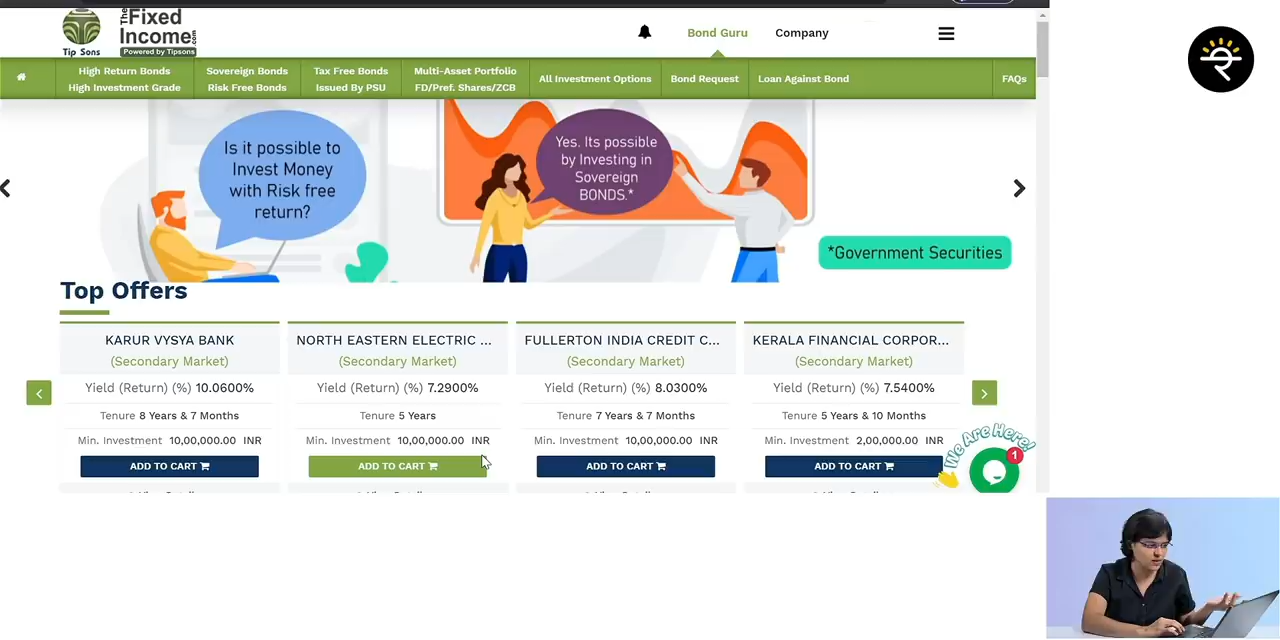 The
Fixed
Income
.com
Tip Sons
Powered by Tipsons
Bond Guru
Company
High Return Bonds
High Investment Grade
Sovereign Bonds
Risk Free Bonds
Tax Free Bonds
Issued By PSU
Multi-Asset Portfolio
FD/Pref. Shares/ZCB
All Investment Options
Bond Request
Loan Against Bond
FAQs
Is it possible to
Invest Money
with Risk free
return?
Yes. Its possible
by Investing in
Sovereign
BONDS.*
*Government Securities
Top Offers
KARUR VYSYA BANK
(Secondary Market)
Yield (Return) (%) 10.0600%
Tenure 8 Years & 7 Months
Min. Investment 10,00,000.00 INR
ADD TO CART
NORTH EASTERN ELECTRIC ...
(Secondary Market)
Yield (Return) (%) 7.2900%
Tenure 5 Years
Min. Investment 10,00,000.00 INR
ADD TO CART
FULLERTON INDIA CREDIT C...
(Secondary Market)
Yield (Return) (%) 8.0300%
Tenure 7 Years & 7 Months
Min. Investment 10,00,000.00 INR
ADD TO CART
KERALA FINANCIAL CORPOR...
(Secondary Market)
Yield (Return) (%) 7.5400%
Tenure 5 Years & 10 Months
Min. Investment 2,00,000.00 INR
ADD TO CART
We Are Here!
1